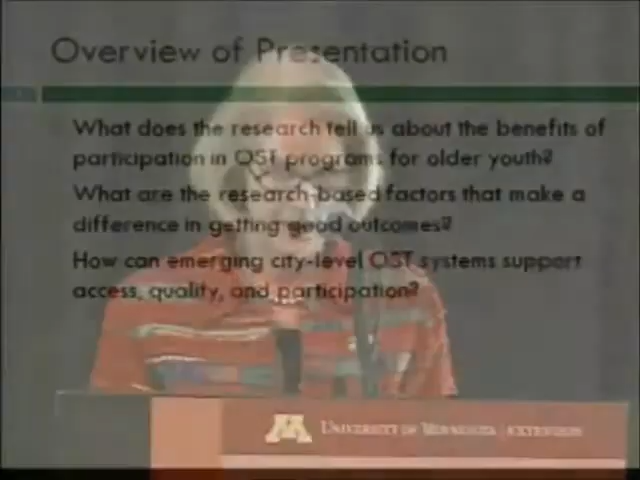 Overview of Presentation
What does the research tell us about the benefits of
participation in OST programs for older youth?
What are the research-based factors that make a
difference in getting good outcomes?
How can emerging city-level OST systems support
access, quality, and participation?
M UNIVERSITY OF MINNESOTA | EXTENSION